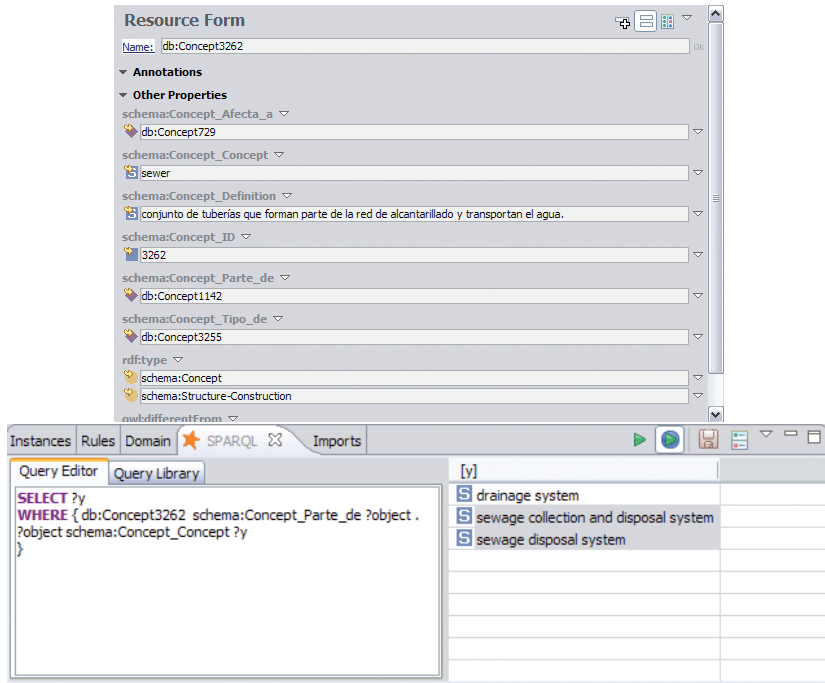 Resource Form
Name: db:Concept3262 Ok
Annotations
Other Properties
schema:Concept_Afecta_a
db:Concept729
schema:Concept_Concept
S sewer
schema:Concept_Definition
S conjunto de tuberías que forman parte de la red de alcantarillado y transportan el agua.
schema:Concept_ID
3262
schema:Concept_Parte_de
db:Concept1142
schema:Concept_Tipo_de
db:Concept3255
rdf:type
schema:Concept
schema:Structure-Construction
owl:differentFrom
Instances Rules Domain SPARQL Imports
Query Editor Query Library
SELECT ?y
WHERE { db:Concept3262 schema:Concept_Parte_de ?object .
?object schema:Concept_Concept ?y
}
[y]
S drainage system
S sewage collection and disposal system
S sewage disposal system